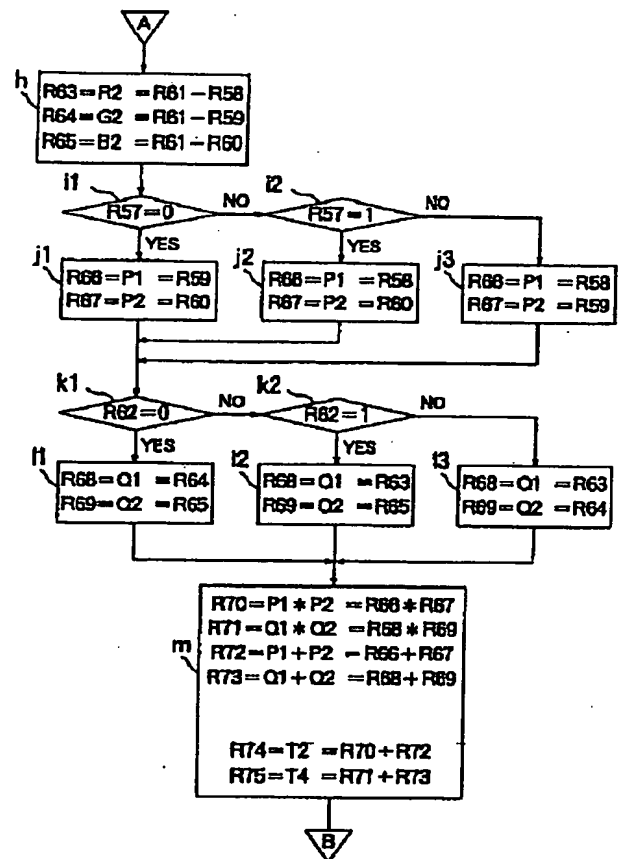 A
h
R63=R2 =R61−R58
R64=G2 =R61−R59
R65=B2 =R61−R60
i1
R57=0
NO
i2
R57=1
NO
YES
YES
j1
R66=P1 =R59
R67=P2 =R60
j2
R66=P1 =R58
R67=P2 =R60
j3
R66=P1 =R58
R67=P2 =R59
k1
R62=0
NO
k2
R62=1
NO
YES
YES
l1
R68=Q1 =R64
R69=Q2 =R65
l2
R68=Q1 =R63
R69=Q2 =R65
l3
R68=Q1 =R63
R69=Q2 =R64
m
R70=P1*P2 =R66*R67
R71=Q1*Q2 =R68*R69
R72=P1+P2 =R66+R67
R73=Q1+Q2 =R68+R69
R74=T2 =R70+R72
R75=T4 =R71+R73
B